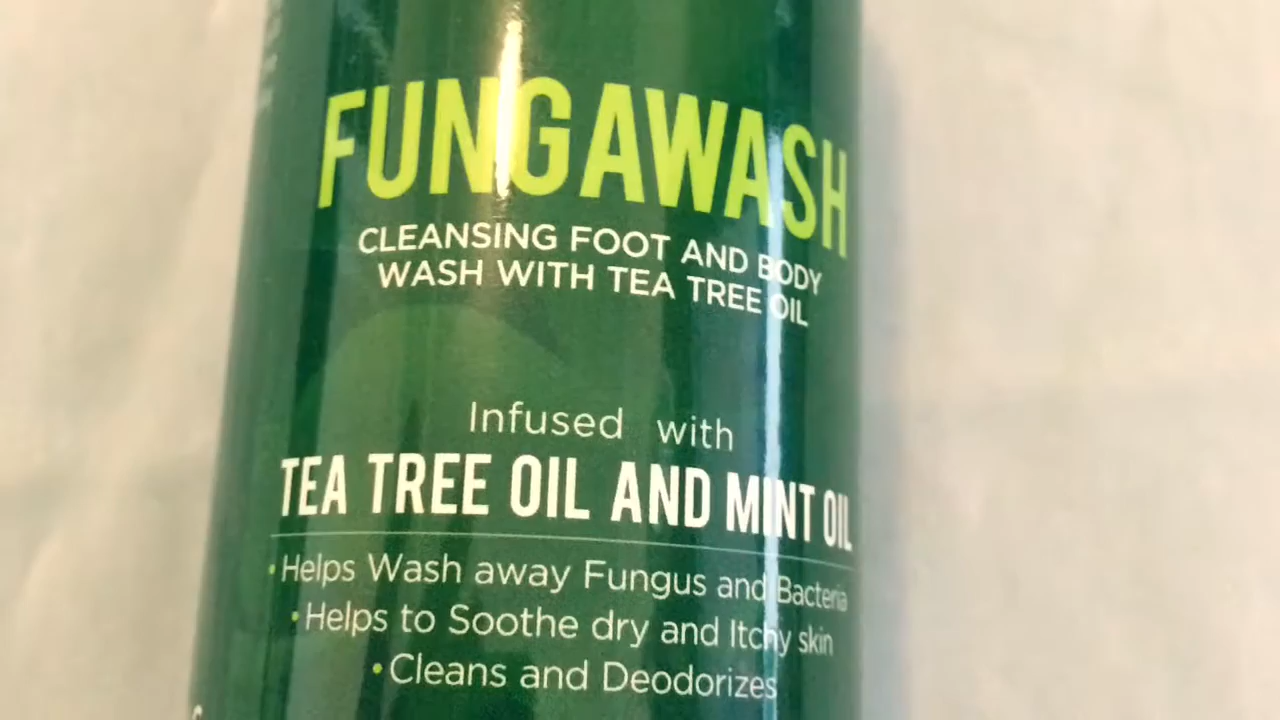 FUNGAWASH
CLEANSING FOOT AND BODY
WASH WITH TEA TREE OIL
Infused with
TEA TREE OIL AND MINT OIL
•Helps Wash away Fungus and Bacteria
•Helps to Soothe dry and Itchy skin
•Cleans and Deodorizes